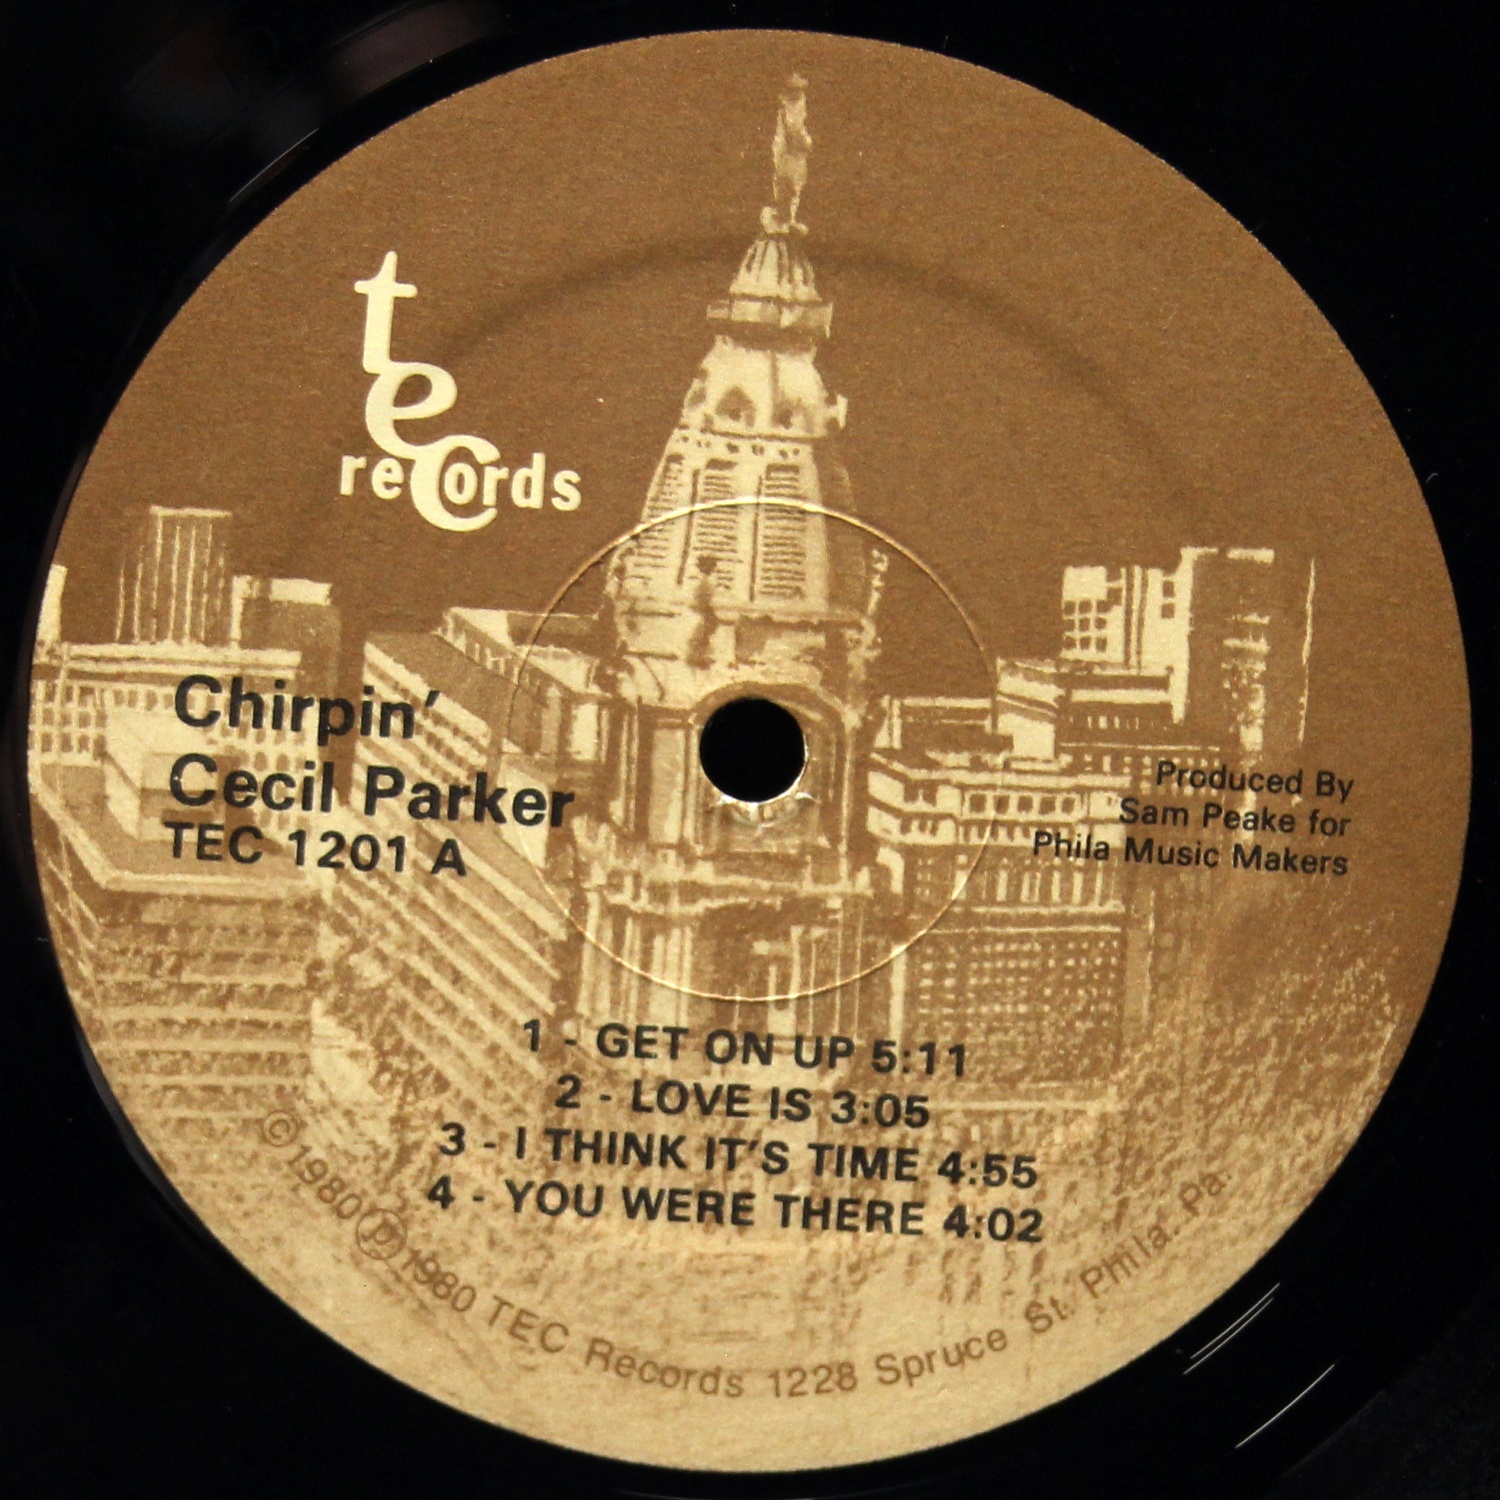 tec
records
Chirpin'
Cecil Parker
TEC 1201 A
Produced By
Sam Peake for
Phila Music Makers
1 - GET ON UP 5:11
2 - LOVE IS 3:05
3 - I THINK IT'S TIME 4:55
4 - YOU WERE THERE 4:02
© 1980 ℗ 1980 TEC Records 1228 Spruce St. Phila. Pa.